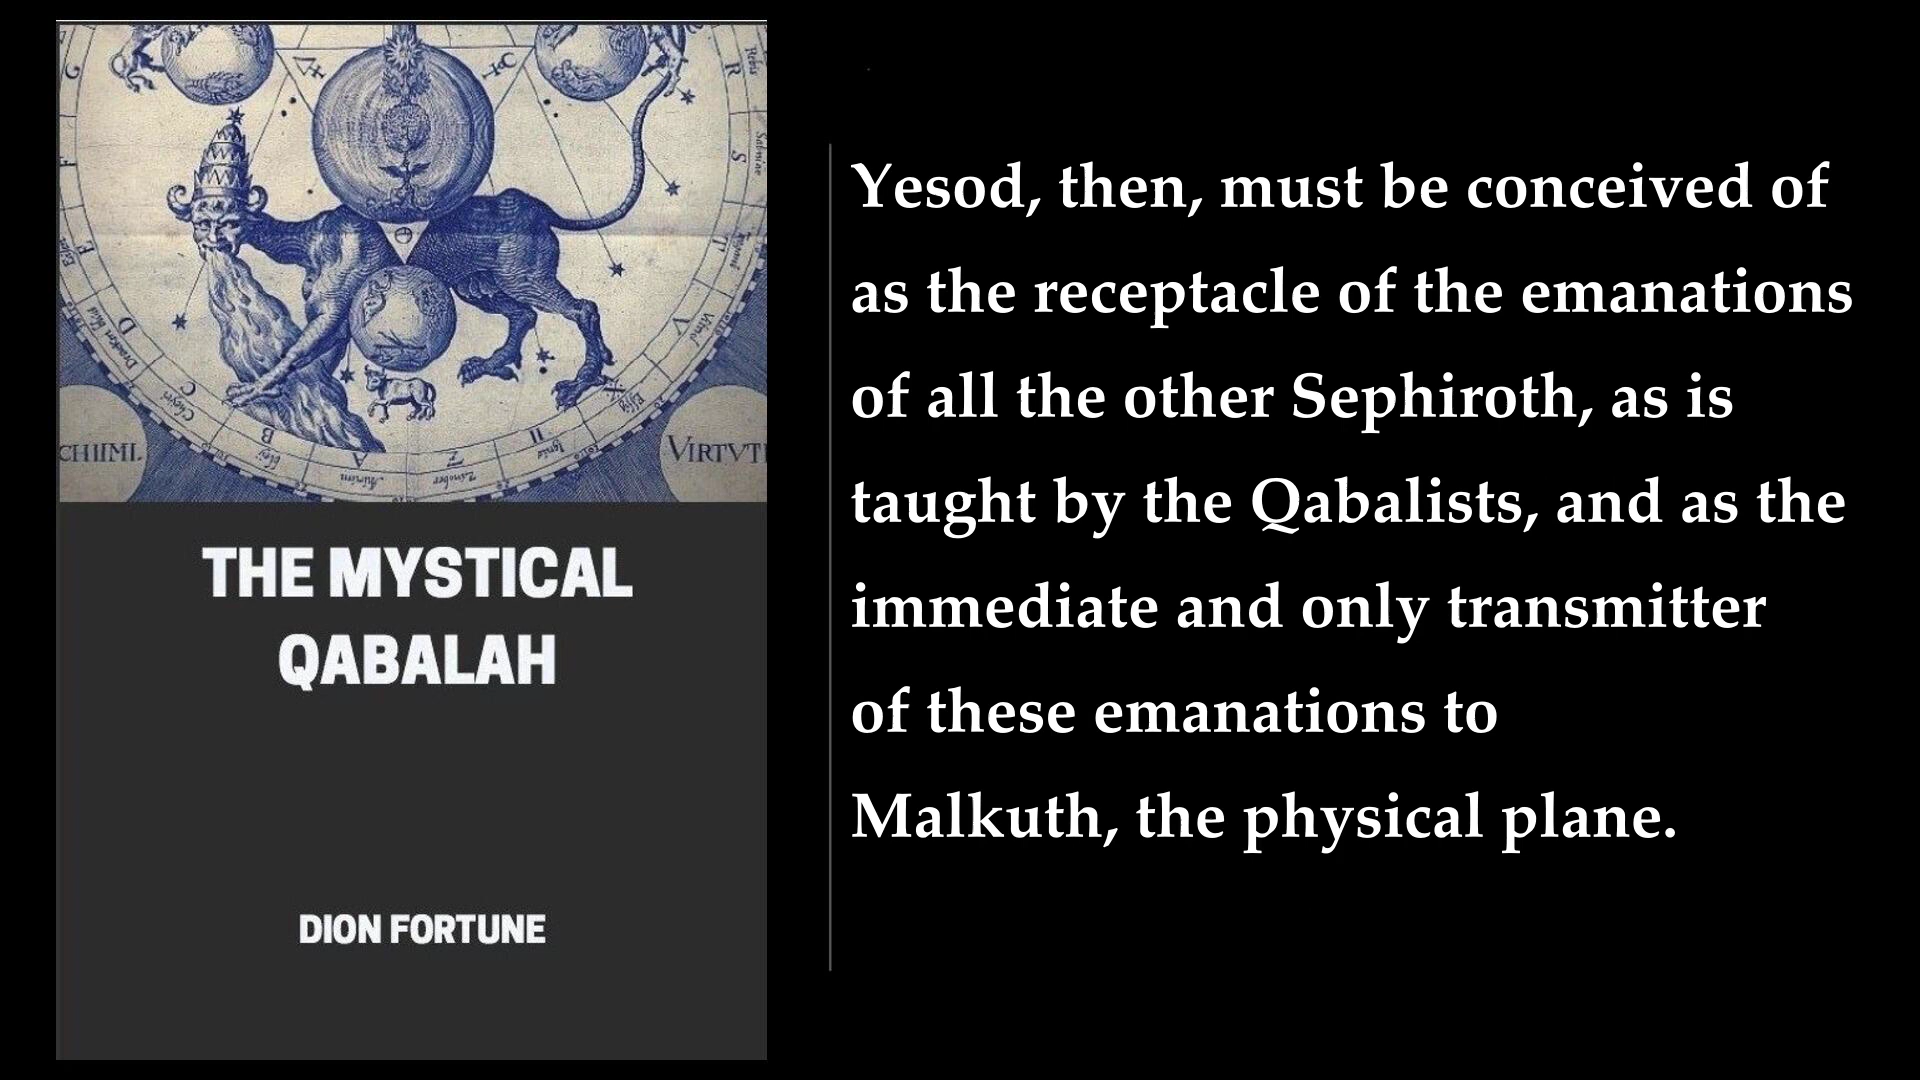 CHIIMI.
VIRTVTI
THE MYSTICAL
QABALAH
DION FORTUNE
Yesod, then, must be conceived of
as the receptacle of the emanations
of all the other Sephiroth, as is
taught by the Qabalists, and as the
immediate and only transmitter
of these emanations to
Malkuth, the physical plane.